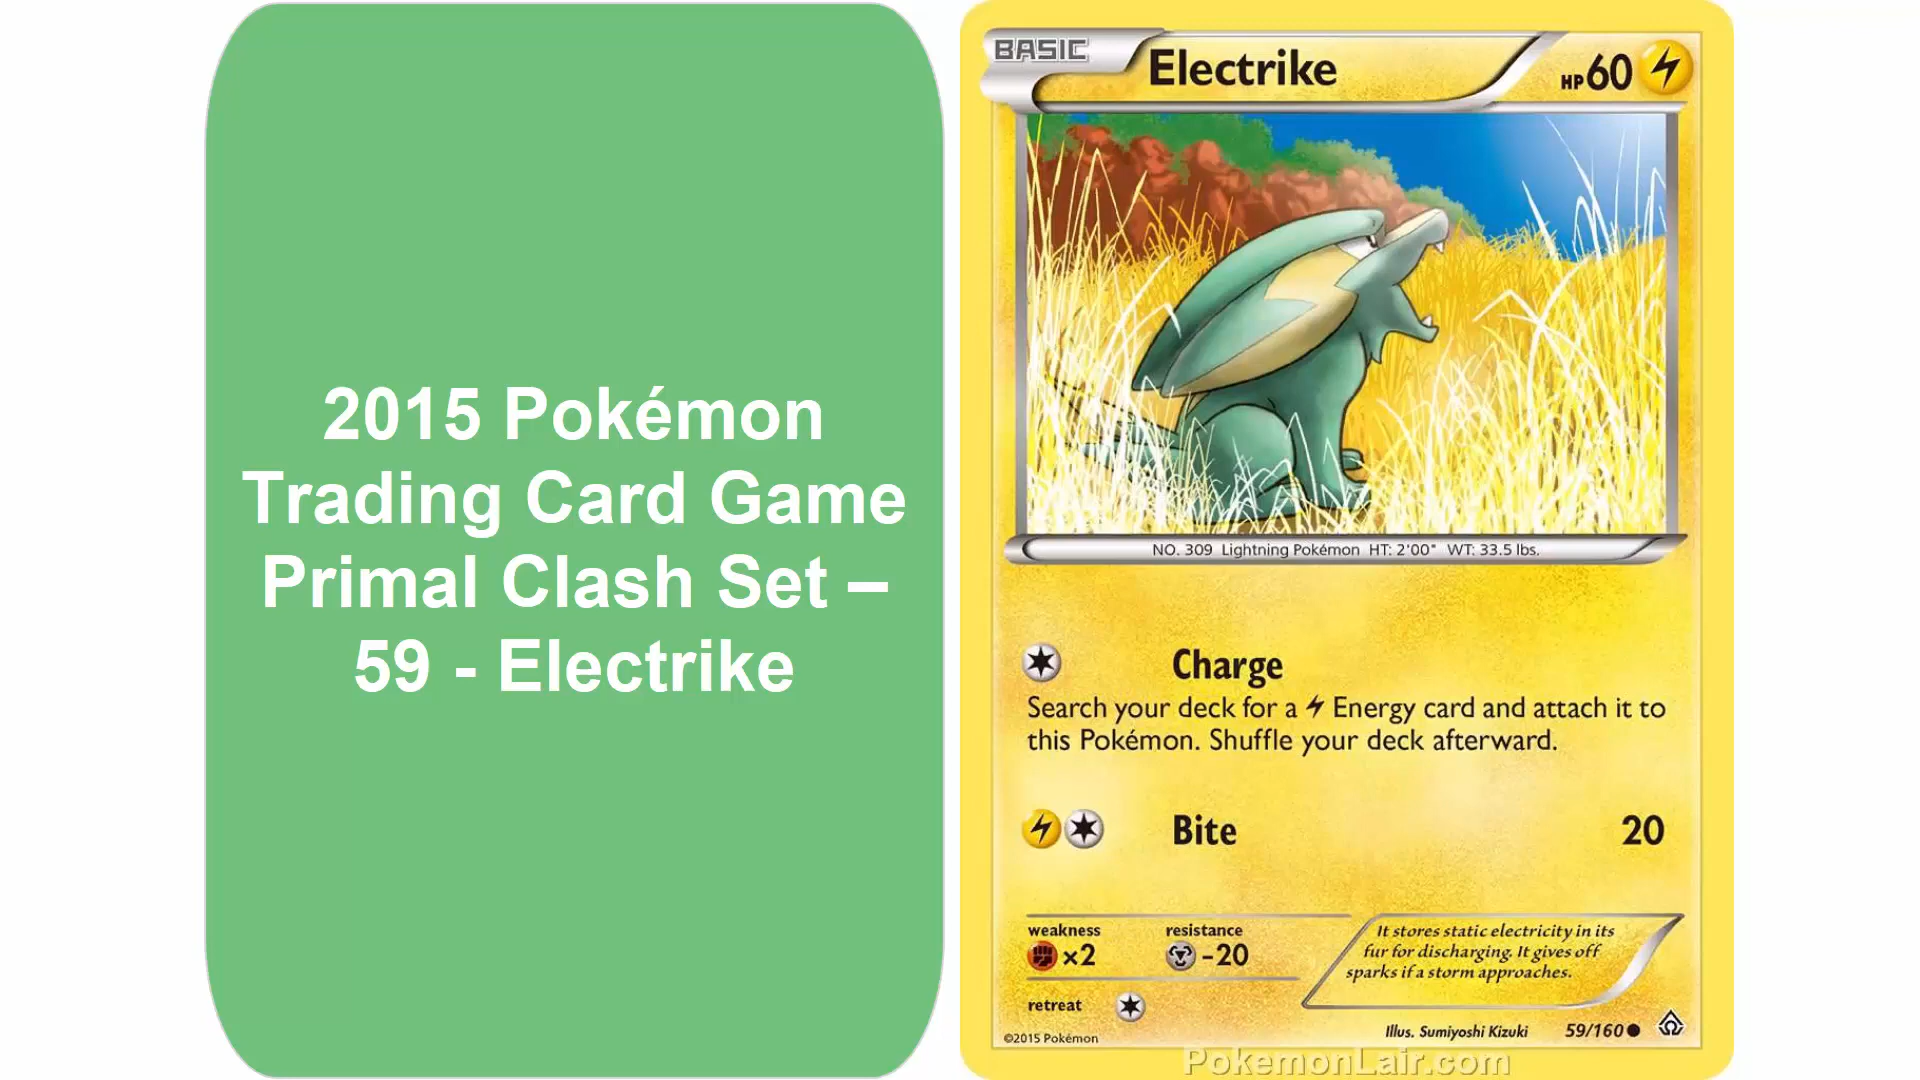 2015 Pokémon
Trading Card Game
Primal Clash Set –
59 - Electrike
BASIC
Electrike
HP60
NO. 309 Lightning Pokémon HT: 2'00" WT: 33.5 lbs.
Charge
Search your deck for a Energy card and attach it to
this Pokémon. Shuffle your deck afterward.
Bite 20
weakness resistance
×2 -20
retreat
It stores static electricity in its
fur for discharging. It gives off
sparks if a storm approaches.
©2015 Pokémon
Illus. Sumiyoshi Kizuki 59/160
PokemonLair.com